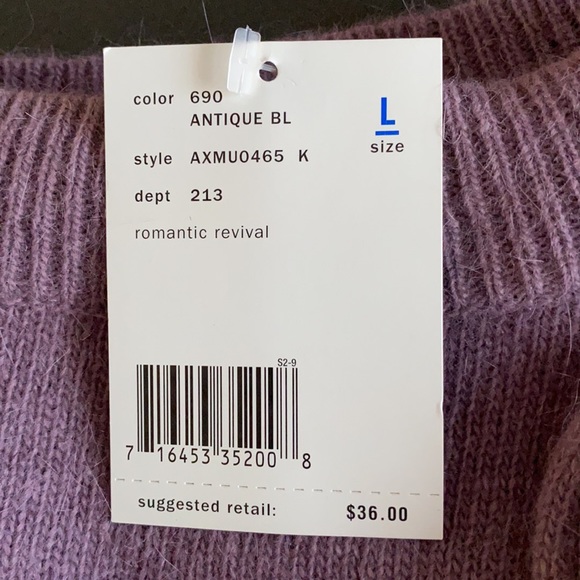 color 690
ANTIQUE BL
L
size
style AXMU0465 K
dept 213
romantic revival
S2-9
7 16453 35200 8
suggested retail: $36.00